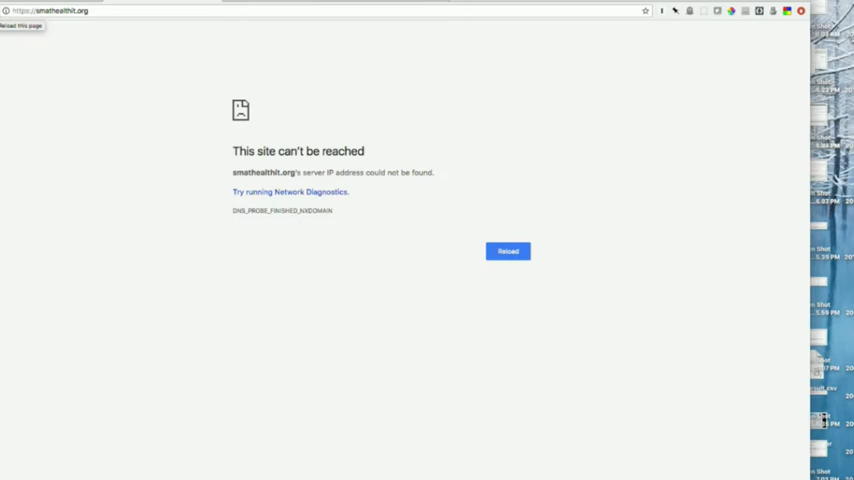 https://smathealthit.org
Reload this page
This site can't be reached
smathealthit.org's server IP address could not be found.
Try running Network Diagnostics.
DNS_PROBE_FINISHED_NXDOMAIN
Reload